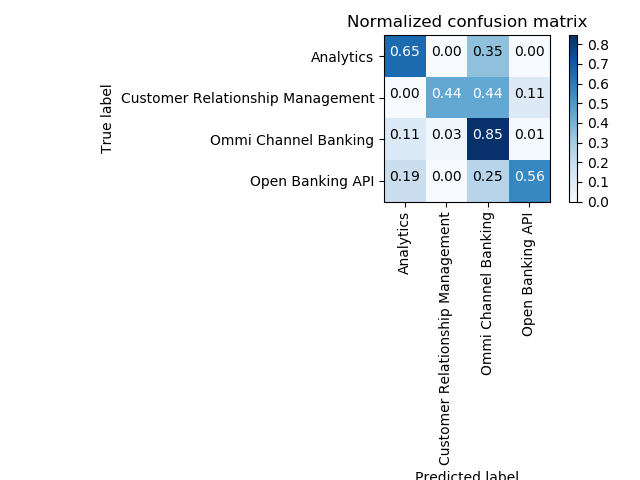 Normalized confusion matrix
True label
Analytics 0.65 0.00 0.35 0.00
Customer Relationship Management 0.00 0.44 0.44 0.11
Ommi Channel Banking 0.11 0.03 0.85 0.01
Open Banking API 0.19 0.00 0.25 0.56
Analytics
Customer Relationship Management
Ommi Channel Banking
Open Banking API
Predicted label
0.8
0.7
0.6
0.5
0.4
0.3
0.2
0.1
0.0